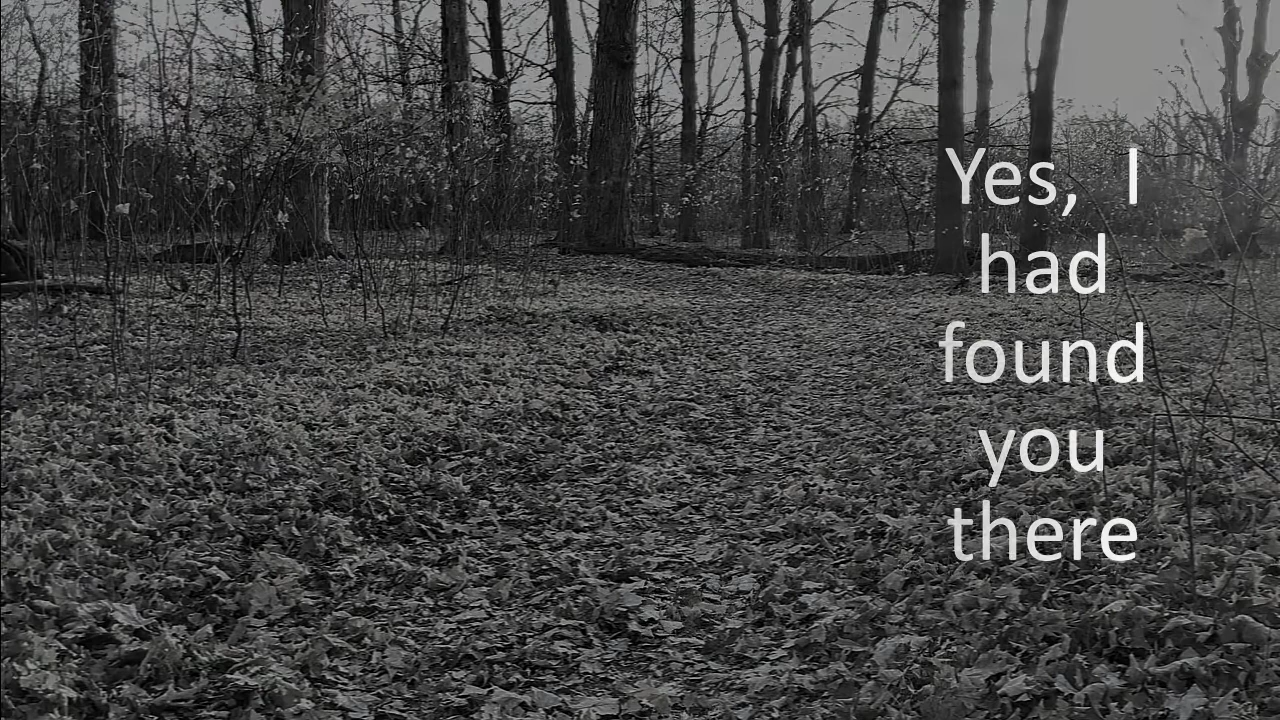 Yes, I
had
found
you
there